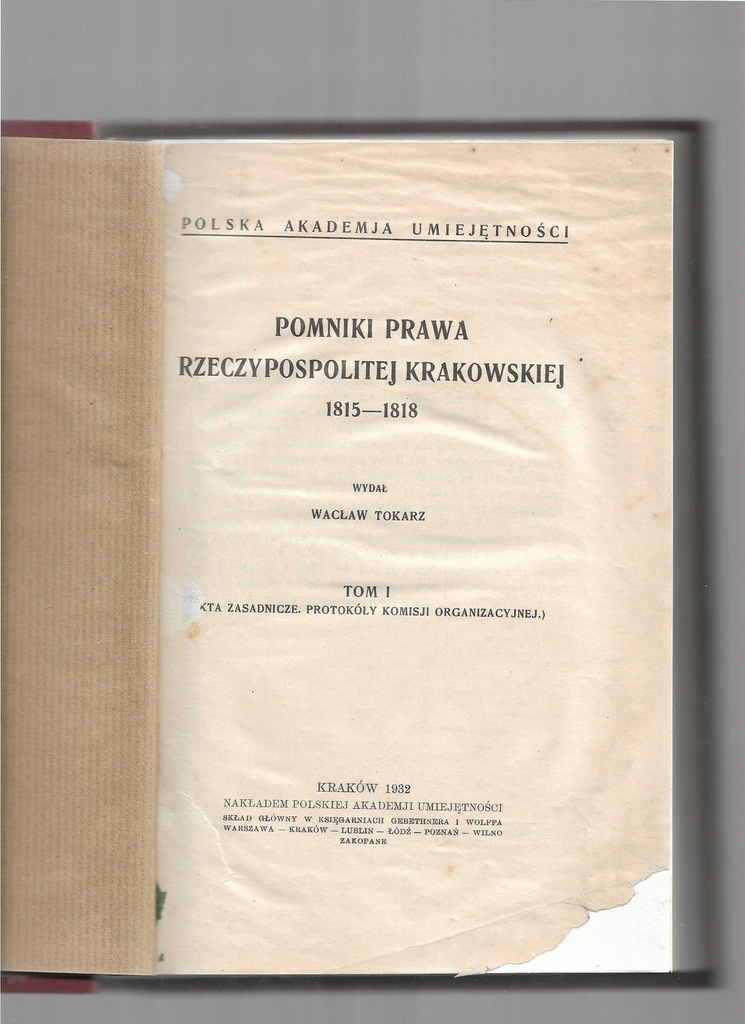 POLSKA AKADEMJA UMIEJĘTNOŚCI
POMNIKI PRAWA
RZECZYPOSPOLITEJ KRAKOWSKIEJ
1815—1818
WYDAŁ
WACŁAW TOKARZ
TOM I
KTA ZASADNICZE. PROTOKÓŁY KOMISJI ORGANIZACYJNEJ.)
KRAKÓW 1932
NAKŁADEM POLSKIEJ AKADEMJI UMIEJĘTNOŚCI
SKŁAD GŁÓWNY W KSIĘGARNIACH GEBETHNERA I WOLFFA
WARSZAWA — KRAKÓW — LUBLIN — ŁÓDŹ — POZNAŃ — WILNO
ZAKOPANE